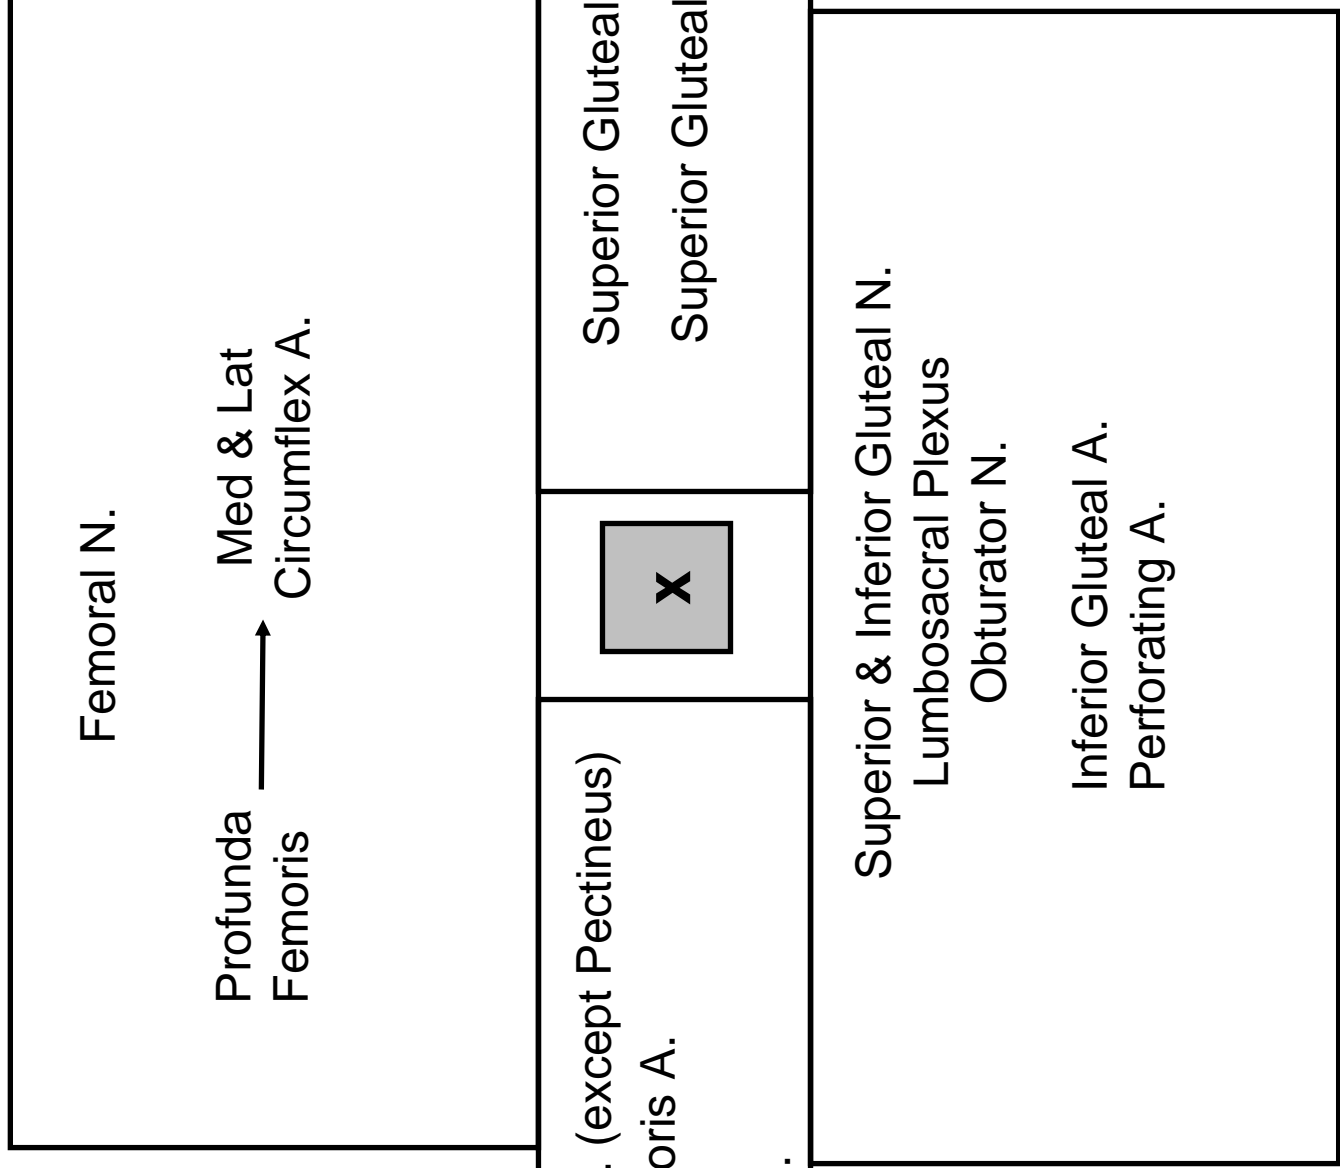 Femoral N.
Profunda
Femoris
Med & Lat
Circumflex A.
. (except Pectineus)
oris A.
.
x
Superior Gluteal
Superior Gluteal
Superior & Inferior Gluteal N.
Lumbosacral Plexus
Obturator N.
Inferior Gluteal A.
Perforating A.